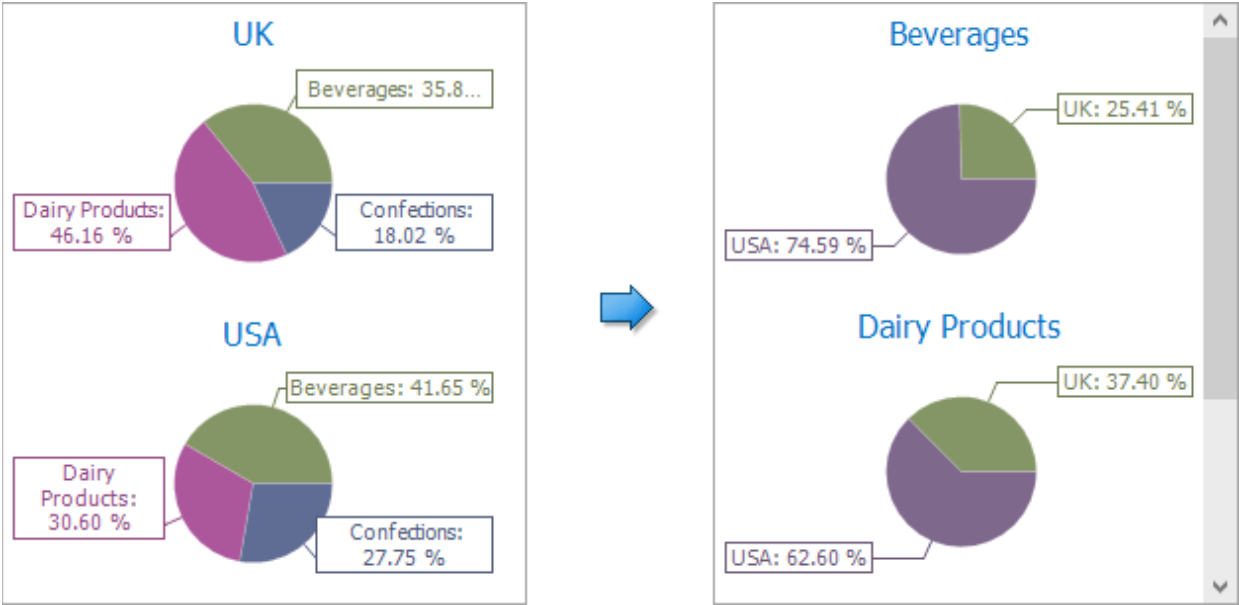 UK
Beverages: 35.8...
Dairy Products:
46.16 %
Confections:
18.02 %
USA
Beverages: 41.65 %
Dairy
Products:
30.60 %
Confections:
27.75 %
Beverages
UK: 25.41 %
USA: 74.59 %
Dairy Products
UK: 37.40 %
USA: 62.60 %